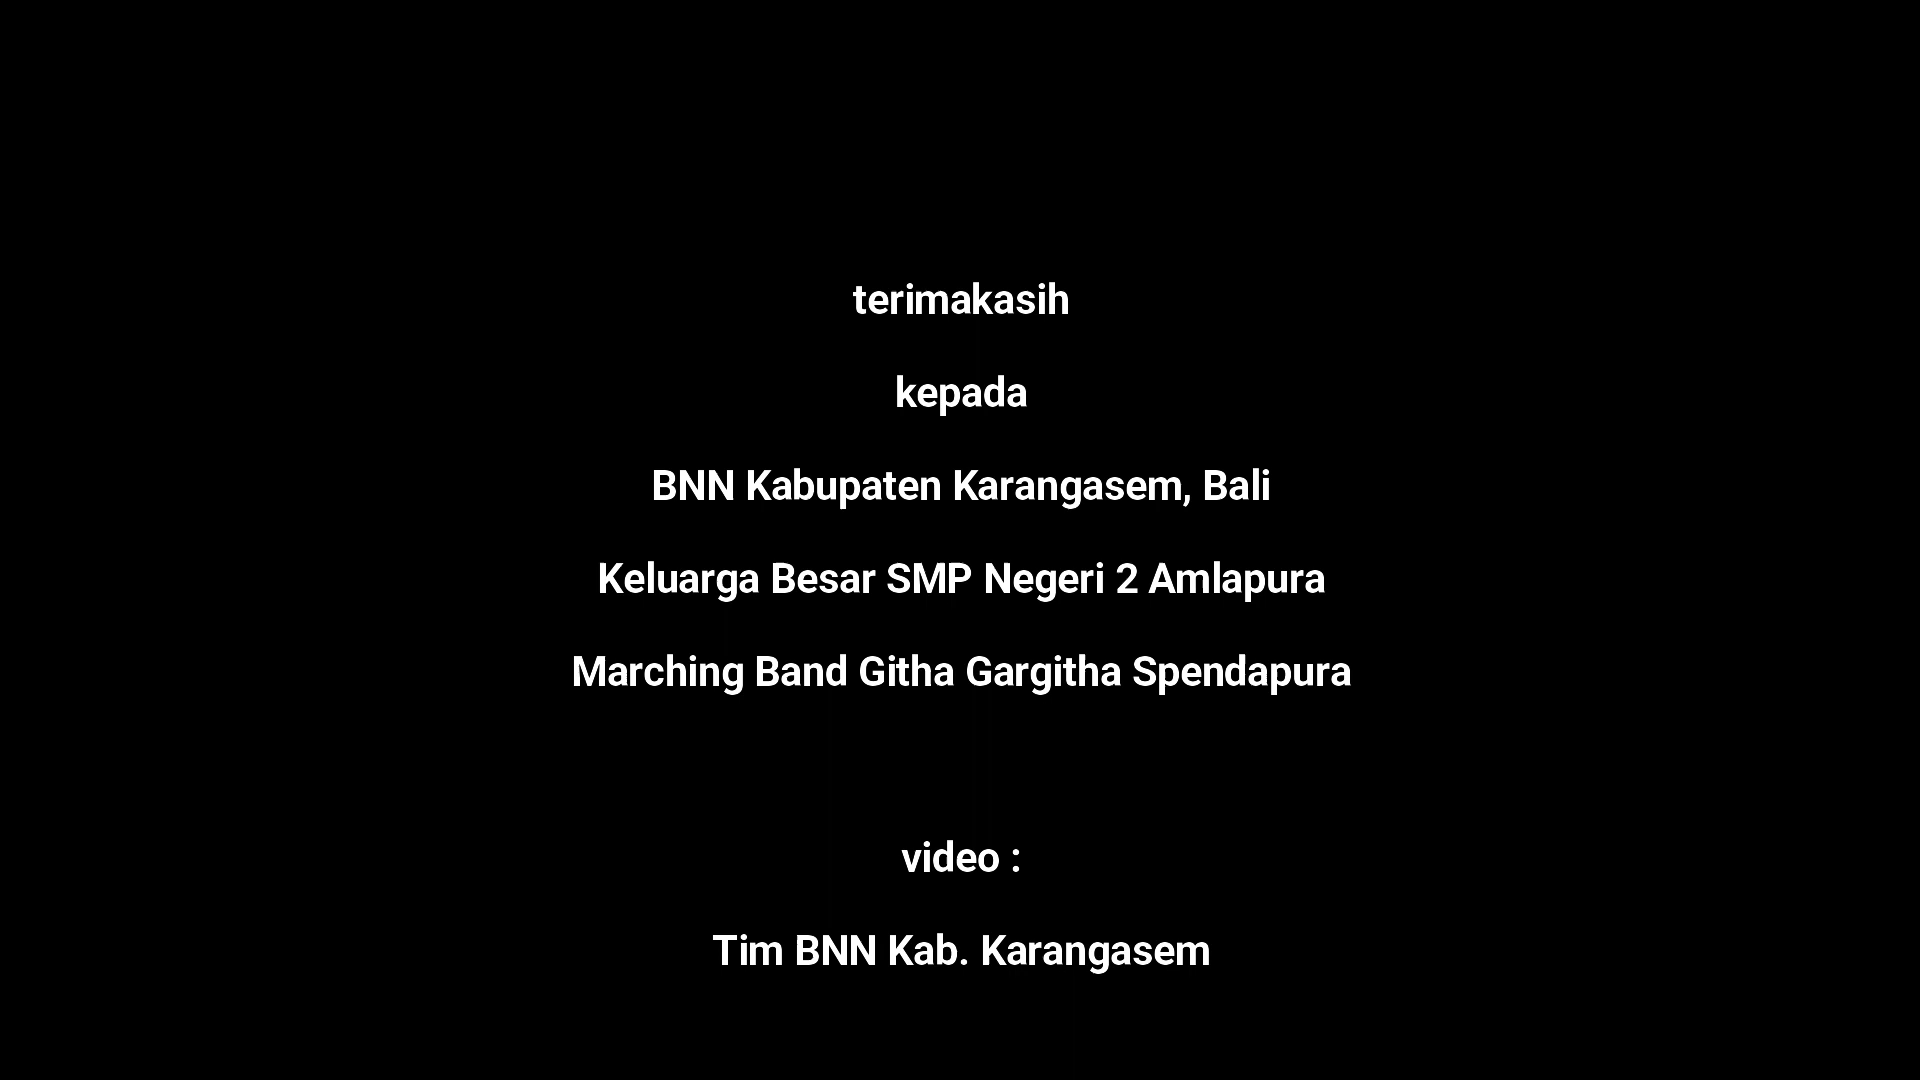 terimakasih
kepada
BNN Kabupaten Karangasem, Bali
Keluarga Besar SMP Negeri 2 Amlapura
Marching Band Githa Gargitha Spendapura
video :
Tim BNN Kab. Karangasem